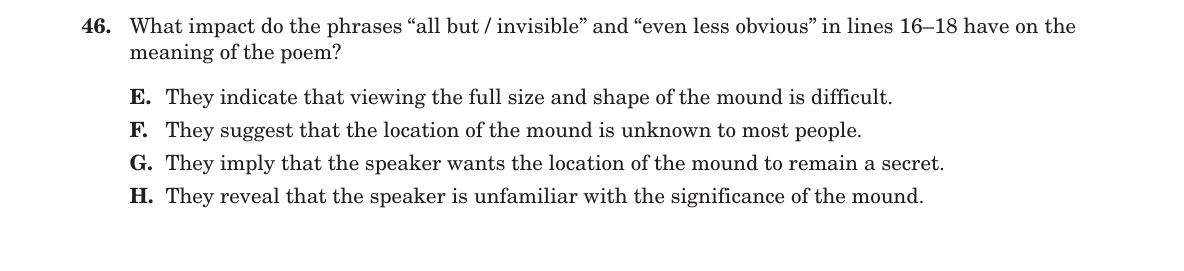 46. What impact do the phrases “all but / invisible” and “even less obvious” in lines 16–18 have on the
meaning of the poem?
E. They indicate that viewing the full size and shape of the mound is difficult.
F. They suggest that the location of the mound is unknown to most people.
G. They imply that the speaker wants the location of the mound to remain a secret.
H. They reveal that the speaker is unfamiliar with the significance of the mound.